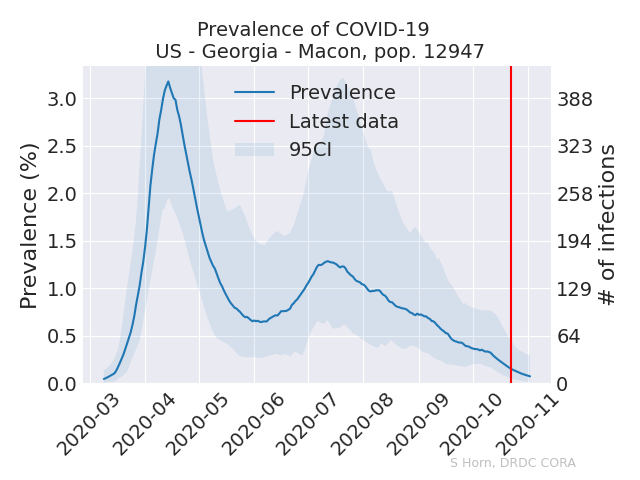 Prevalence of COVID-19
US - Georgia - Macon, pop. 12947
Prevalence
Latest data
95CI
Prevalence (%)
3.0
2.5
2.0
1.5
1.0
0.5
0.0
# of infections
388
323
258
194
129
64
0
2020-03
2020-04
2020-05
2020-06
2020-07
2020-08
2020-09
2020-10
2020-11
S Horn, DRDC CORA